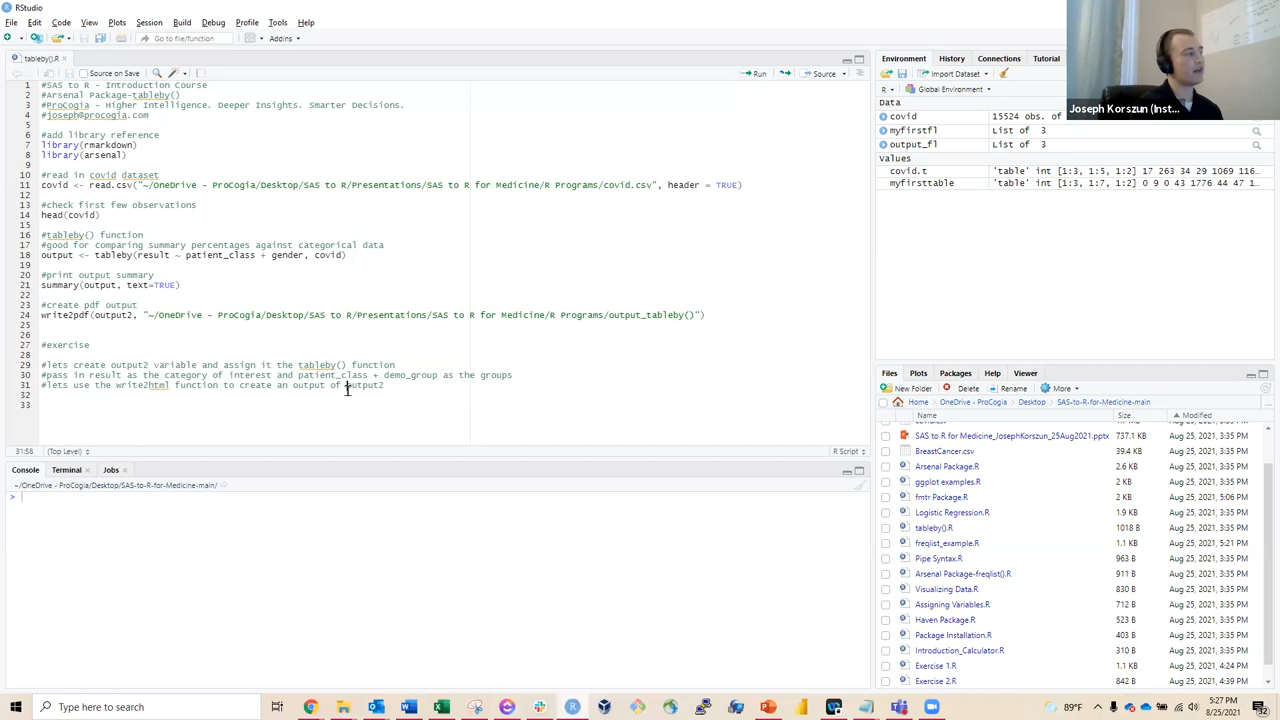 RStudio
File Edit Code View Plots Session Build Debug Profile Tools Help
Go to file/function Addins
tableby().R
Source on Save Run Source
1 #SAS to R - Introduction Course
2 #Arsenal Package-tableby()
3 #ProCogia - Higher Intelligence. Deeper Insights. Smarter Decisions.
4 #joseph@procogia.com
5
6 #add library reference
7 library(rmarkdown)
8 library(arsenal)
9
10 #read in covid dataset
11 covid <- read.csv("~/OneDrive - ProCogia/Desktop/SAS to R/Presentations/SAS to R for Medicine/R Programs/covid.csv", header = TRUE)
12
13 #check first few observations
14 head(covid)
15
16 #tableby() function
17 #good for comparing summary percentages against categorical data
18 output <- tableby(result ~ patient_class + gender, covid)
19
20 #print output summary
21 summary(output, text=TRUE)
22
23 #create pdf output
24 write2pdf(output2, "~/OneDrive - ProCogia/Desktop/SAS to R/Presentations/SAS to R for Medicine/R Programs/output_tableby()")
25
26
27 #exercise
28
29 #lets create output2 variable and assign it the tableby() function
30 #pass in result as the category of interest and patient_class + demo_group as the groups
31 #lets use the write2html function to create an output of output2
32
33
31:58 (Top Level) R Script
Console Terminal Jobs
~/OneDrive - ProCogia/Desktop/SAS-to-R-for-Medicine-main/
>
Environment History Connections Tutorial
Import Dataset
R Global Environment
Data
covid 15524 obs. of
myfirstfl List of 3
output_fl List of 3
Values
covid.t 'table' int [1:3, 1:5, 1:2] 17 263 34 29 1069 116…
myfirsttable 'table' int [1:3, 1:7, 1:2] 0 9 0 43 1776 44 47 1…
Joseph Korszun (Inst...
Files Plots Packages Help Viewer
New Folder Delete Rename More
Home OneDrive - ProCogia Desktop SAS-to-R-for-Medicine-main
Name Size Modified
SAS to R for Medicine_JosephKorszun_25Aug2021.pptx 737.1 KB Aug 25, 2021, 3:35 PM
BreastCancer.csv 39.4 KB Aug 25, 2021, 3:35 PM
Arsenal Package.R 2.6 KB Aug 25, 2021, 3:35 PM
ggplot examples.R 2 KB Aug 25, 2021, 3:35 PM
fmtr Package.R 2 KB Aug 25, 2021, 5:06 PM
Logistic Regression.R 1.9 KB Aug 25, 2021, 3:35 PM
tableby().R 1018 B Aug 25, 2021, 3:35 PM
freqlist_example.R 1.1 KB Aug 25, 2021, 5:21 PM
Pipe Syntax.R 963 B Aug 25, 2021, 3:35 PM
Arsenal Package-freqlist().R 911 B Aug 25, 2021, 3:35 PM
Visualizing Data.R 830 B Aug 25, 2021, 3:35 PM
Assigning Variables.R 712 B Aug 25, 2021, 3:35 PM
Haven Package.R 523 B Aug 25, 2021, 3:35 PM
Package Installation.R 403 B Aug 25, 2021, 3:35 PM
Introduction_Calculator.R 310 B Aug 25, 2021, 3:35 PM
Exercise 1.R 1.1 KB Aug 25, 2021, 4:24 PM
Exercise 2.R 842 B Aug 25, 2021, 4:39 PM
Type here to search
89°F
5:27 PM
8/25/2021